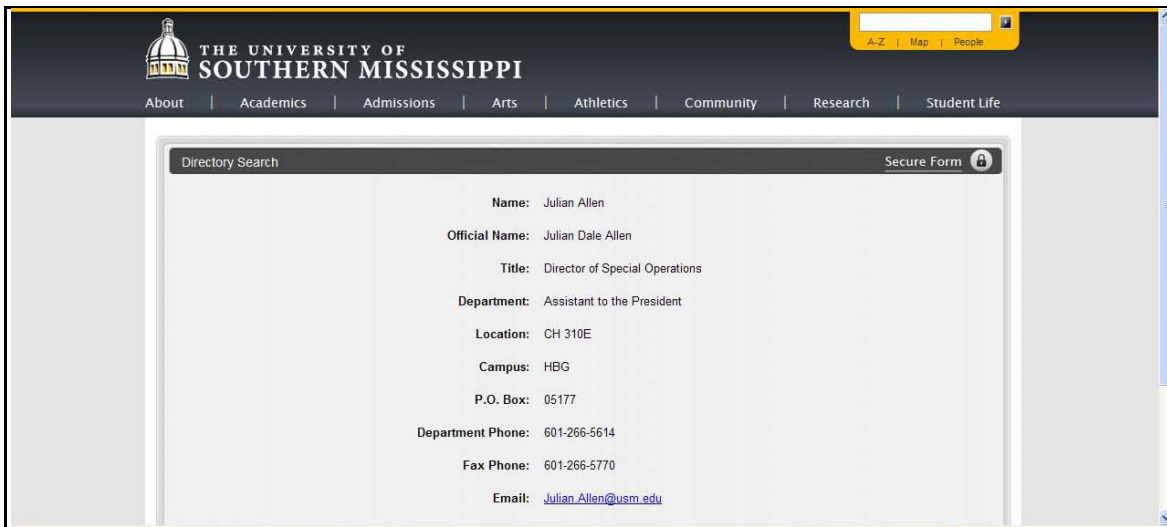 A-Z | Map | People
THE UNIVERSITY OF
SOUTHERN MISSISSIPPI
About | Academics | Admissions | Arts | Athletics | Community | Research | Student Life
Directory Search Secure Form
Name: Julian Allen
Official Name: Julian Dale Allen
Title: Director of Special Operations
Department: Assistant to the President
Location: CH 310E
Campus: HBG
P.O. Box: 05177
Department Phone: 601-266-5614
Fax Phone: 601-266-5770
Email: Julian.Allen@usm.edu